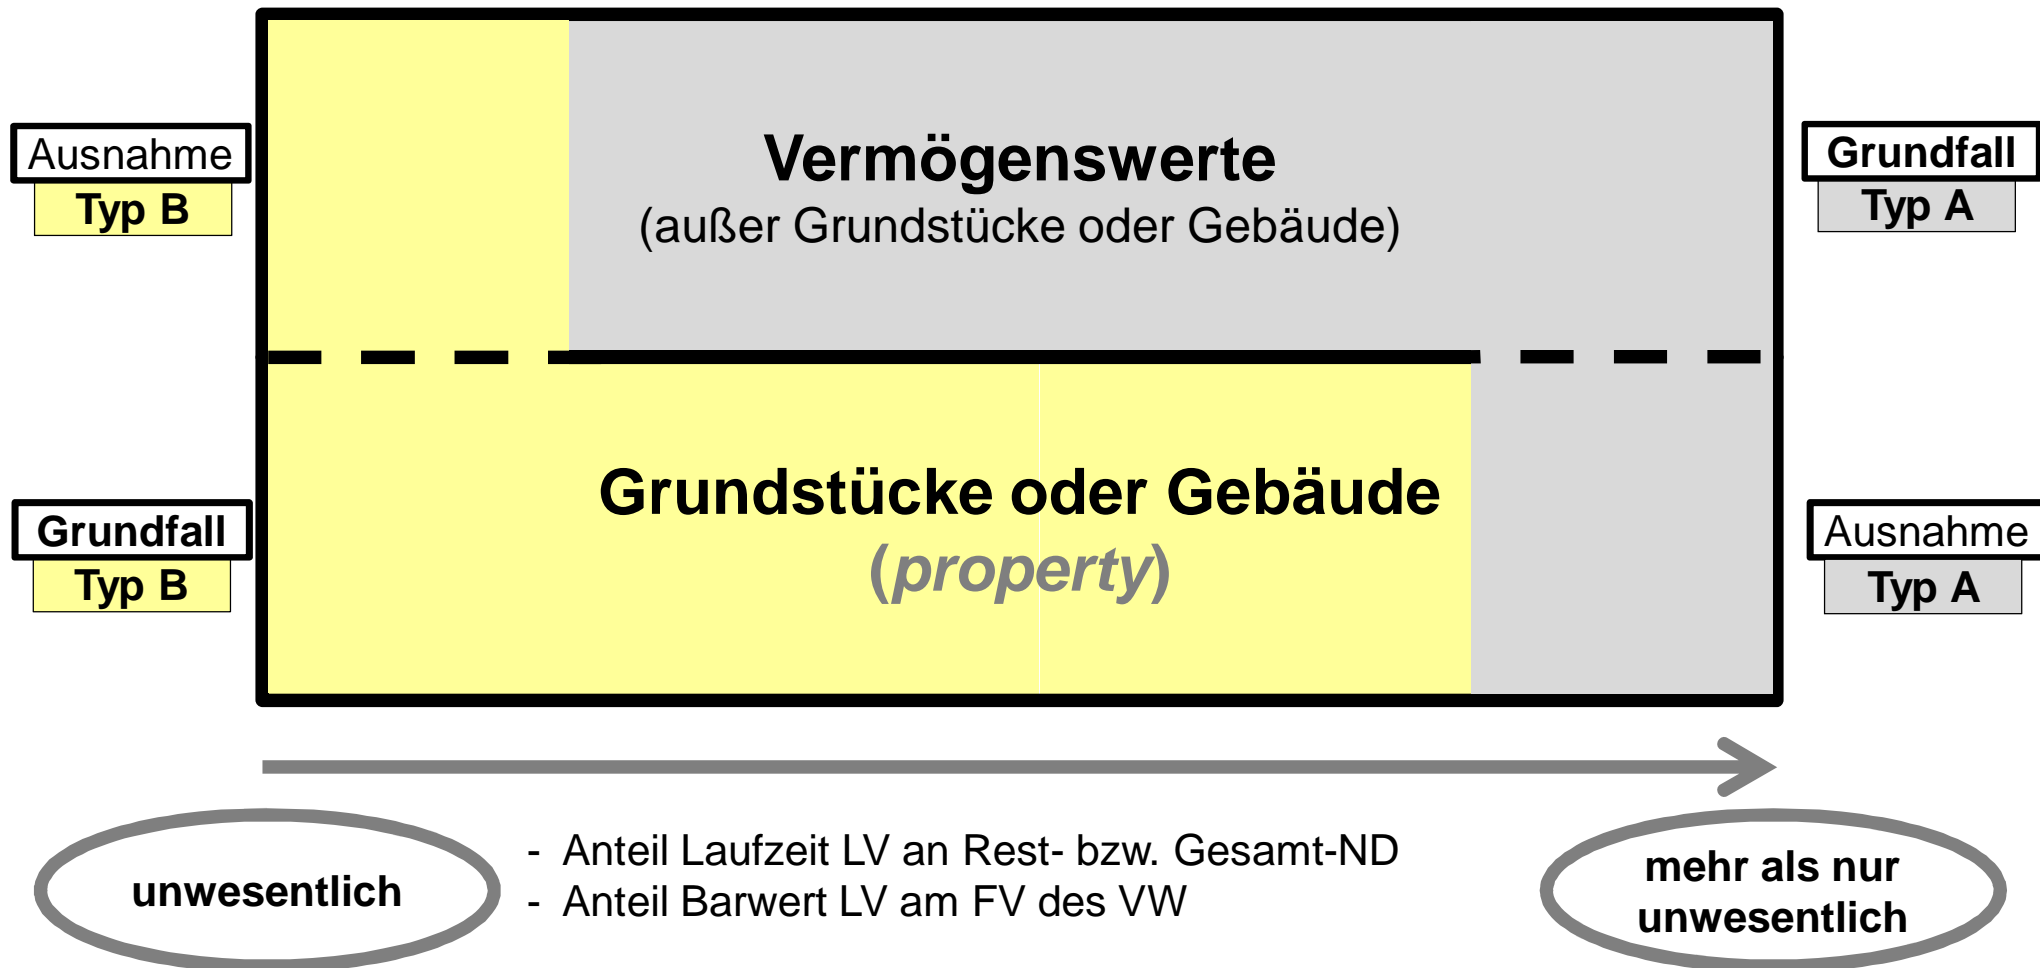 Ausnahme
Typ B
Vermögenswerte
(außer Grundstücke oder Gebäude)
Grundfall
Typ A
Grundfall
Typ B
Grundstücke oder Gebäude
(property)
Ausnahme
Typ A
unwesentlich
- Anteil Laufzeit LV an Rest- bzw. Gesamt-ND
- Anteil Barwert LV am FV des VW
mehr als nur
unwesentlich